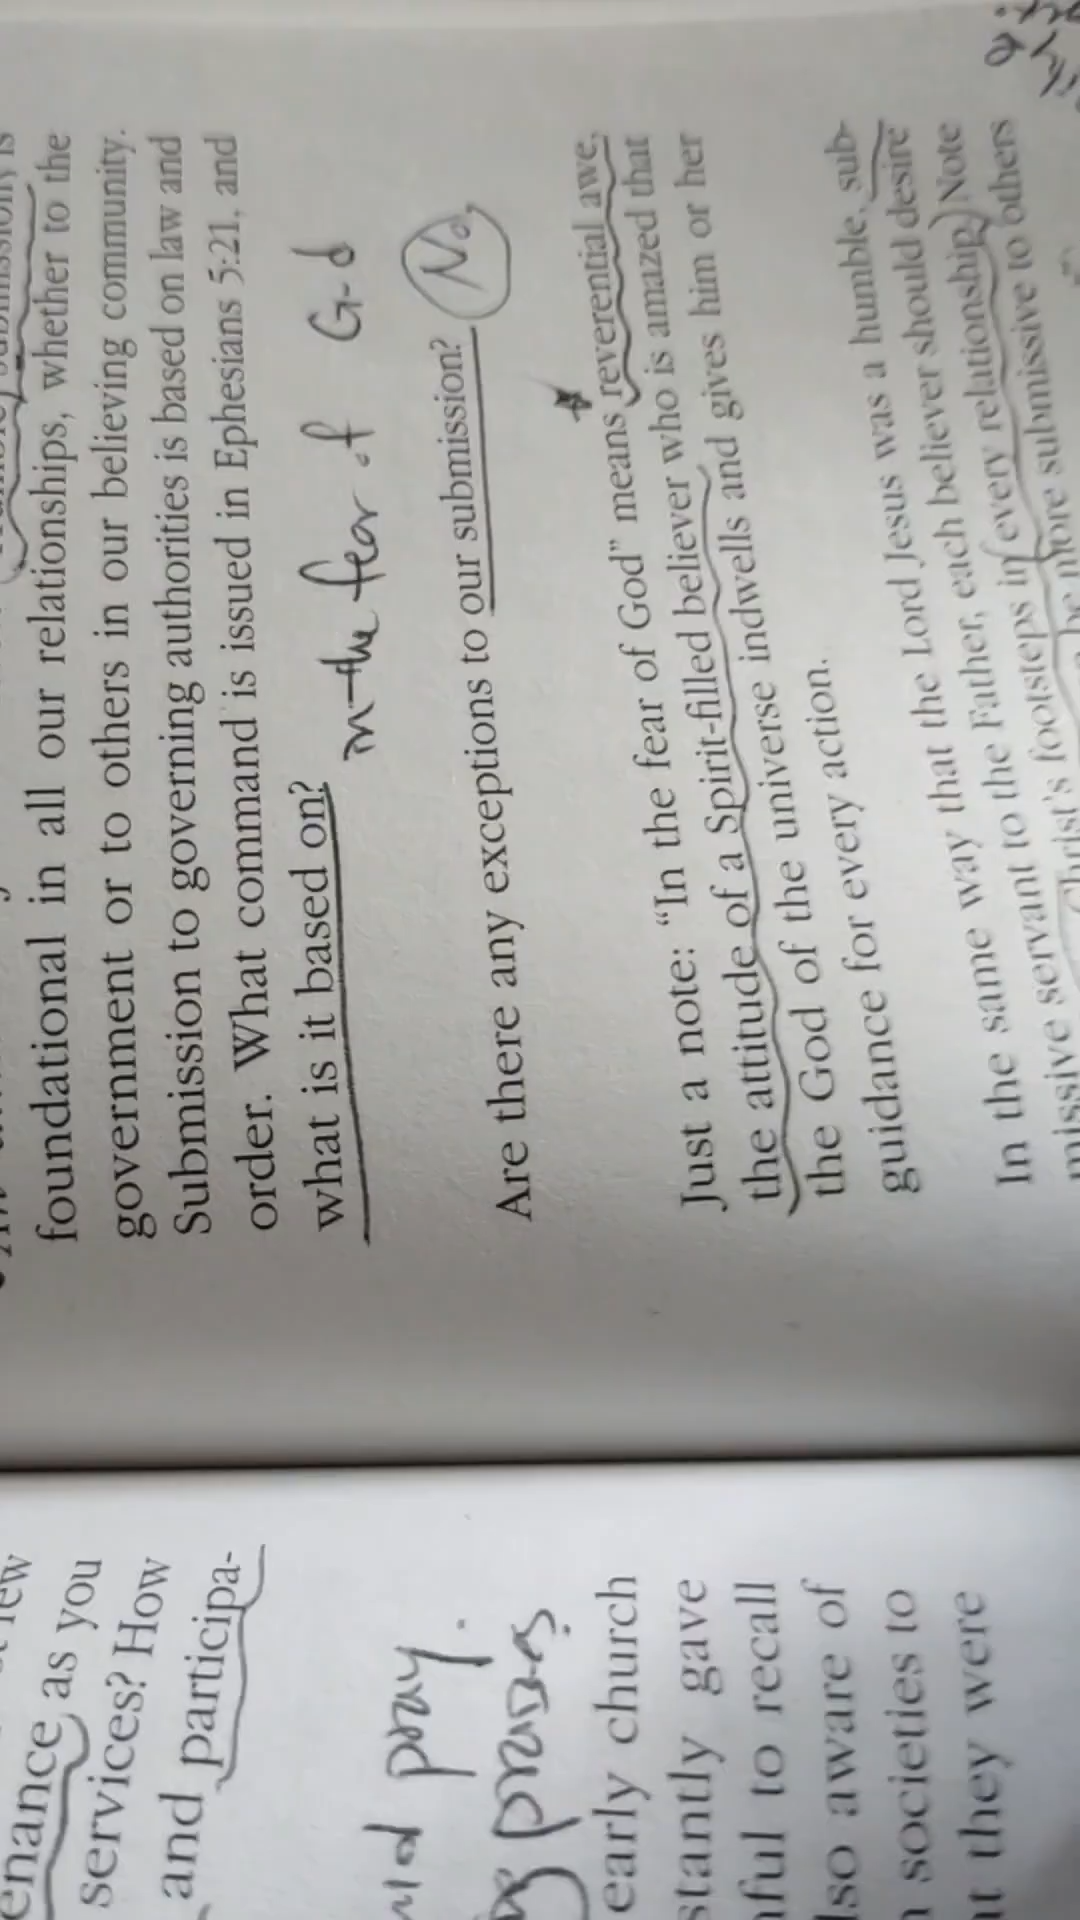 foundational in all our relationships, whether to the
government or to others in our believing community.
Submission to governing authorities is based on law and
order. What command is issued in Ephesians 5:21, and
what is it based on?
in the fear of G-d
Are there any exceptions to our submission? No
Just a note: “In the fear of God” means reverential awe,
the attitude of a Spirit-filled believer who is amazed that
the God of the universe indwells and gives him or her
guidance for every action.
In the same way that the Lord Jesus was a humble, sub-
missive servant to the Father, each believer should desire
Christ's footsteps in every relationship. Note
be more submissive to others
as you
services? How
and participa-
pray.
early church
gave
to recall
aware of
societies to
they were